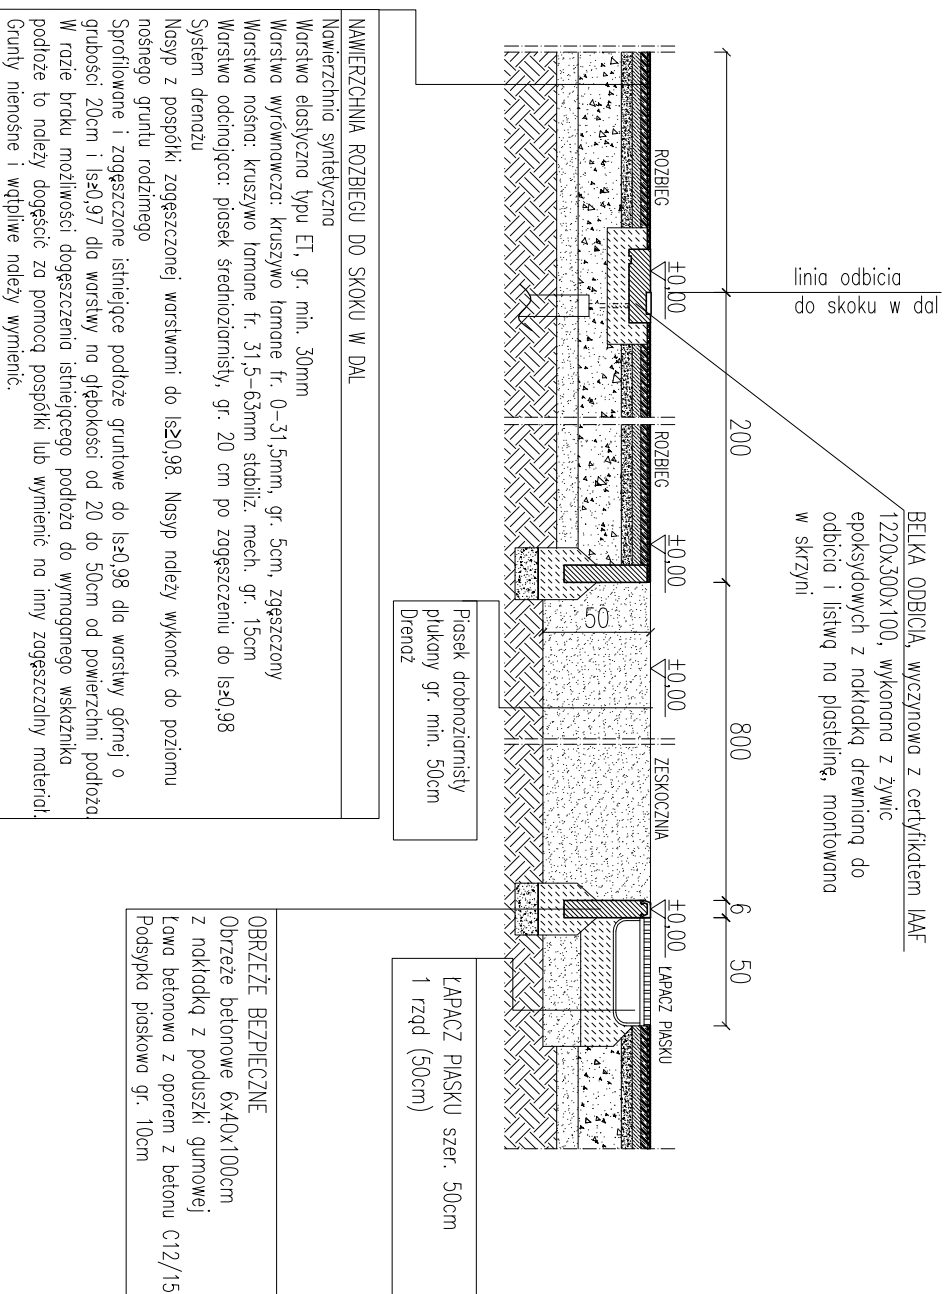 linia odbicia
do skoku w dal
BELKA ODBICIA, wyczynowa z certyfikatem IAAF
1220x300x100, wykonana z żywic
epoksydowych z nakładką drewnianą do
odbicia i listwą na plastelinę, montowana
w skrzyni
200
800
6
50
ROZBIEG
±0,00
ROZBIEG
±0,00
±0,00
ZESKOCZNIA
±0,00
ŁAPACZ PIASKU
50
Piasek drobnoziarnisty
płukany gr. min. 50cm
Drenaż
ŁAPACZ PIASKU szer. 50cm
1 rząd (50cm)
OBRZEŻE BEZPIECZNE
Obrzeże betonowe 6x40x100cm
z nakładką z poduszki gumowej
Ława betonowa z oporem z betonu C12/15
Podsypka piaskowa gr. 10cm
NAWIERZCHNIA ROZBIEGU DO SKOKU W DAL
Nawierzchnia syntetyczna
Warstwa elastyczna typu ET, gr. min. 30mm
Warstwa wyrównawcza: kruszywo łamane fr. 0-31,5mm, gr. 5cm, zgęszczony
Warstwa nośna: kruszywo łamane fr. 31,5-63mm stabiliz. mech. gr. 15cm
Warstwa odcinająca: piasek średnioziarnisty, gr. 20 cm po zagęszczeniu do Is≥0,98
System drenażu
Nasyp z pospółki zagęszczonej warstwami do Is≥0,98. Nasyp należy wykonać do poziomu
nośnego gruntu rodzimego
Sprofilowane i zagęszczone istniejące podłoże gruntowe do Is≥0,98 dla warstwy górnej o
grubości 20cm i Is≥0,97 dla warstwy na głębokości od 20 do 50cm od powierzchni podłoża.
W razie braku możliwości dogęszczenia istniejącego podłoża do wymaganego wskaźnika
podłoże to należy dogęścić za pomocą pospółki lub wymienić na inny zagęszczalny materiał.
Grunty nienośne i wątpliwe należy wymienić.